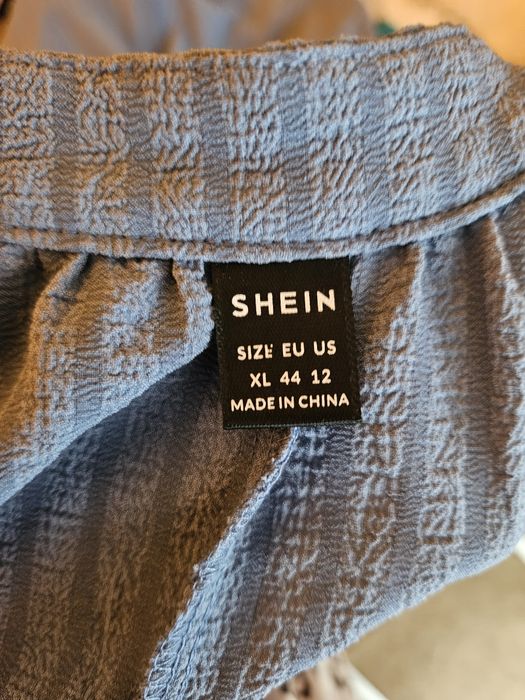 SHEIN
SIZE EU US
XL 44 12
MADE IN CHINA